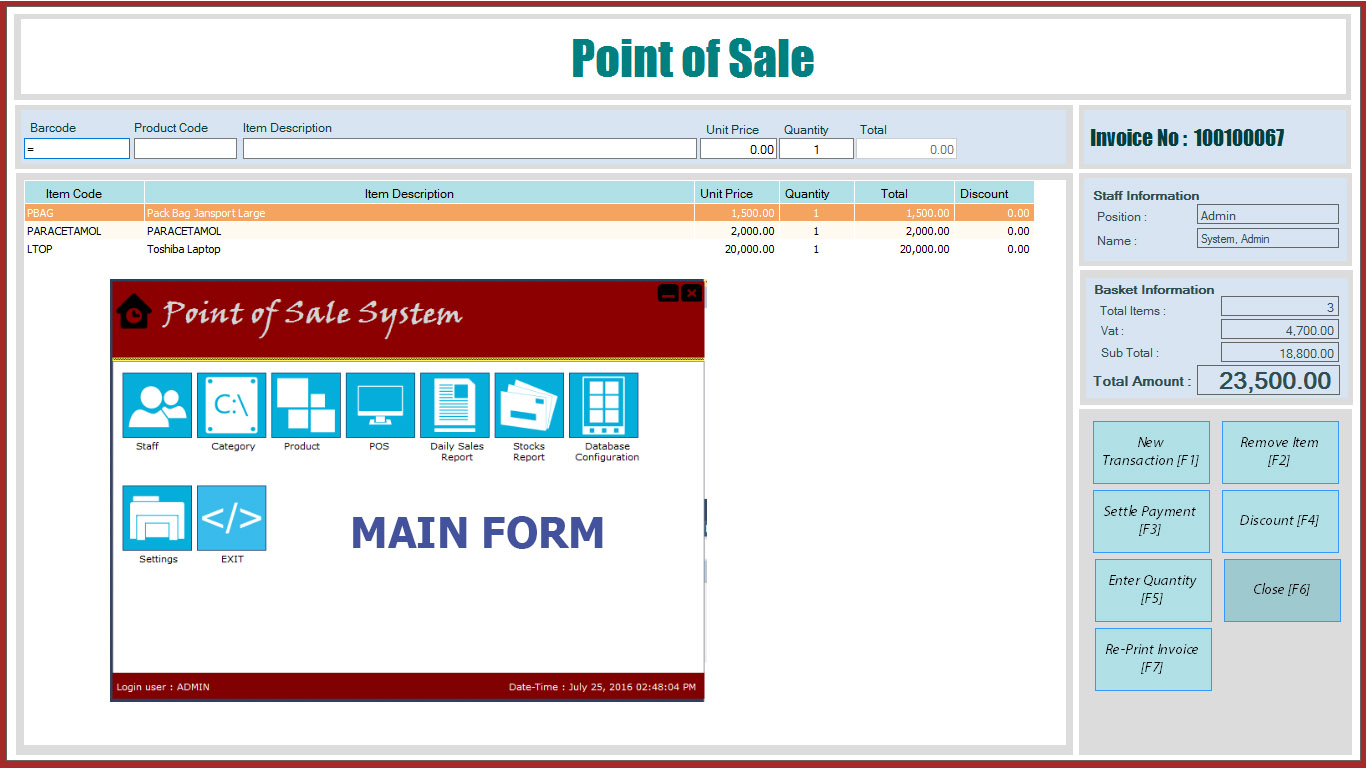 Point of Sale
Barcode Product Code Item Description Unit Price Quantity Total
= 0.00 1 0.00
Invoice No : 100100067
Item Code Item Description Unit Price Quantity Total Discount
PBAG Pack Bag Jansport Large 1,500.00 1 1,500.00 0.00
PARACETAMOL PARACETAMOL 2,000.00 1 2,000.00 0.00
LTOP Toshiba Laptop 20,000.00 1 20,000.00 0.00
Staff Information
Position : Admin
Name : System, Admin
Basket Information
Total Items : 3
Vat : 4,700.00
Sub Total : 18,800.00
Total Amount : 23,500.00
New
Transaction [F1]
Remove Item
[F2]
Settle Payment
[F3]
Discount [F4]
Enter Quantity
[F5]
Close [F6]
Re-Print Invoice
[F7]
Point of Sale System
C:\
Staff
Category
Product
POS
Daily Sales
Report
Stocks
Report
Database
Configuration
</>
Settings
EXIT
MAIN FORM
Login user : ADMIN
Date-Time : July 25, 2016 02:48:04 PM